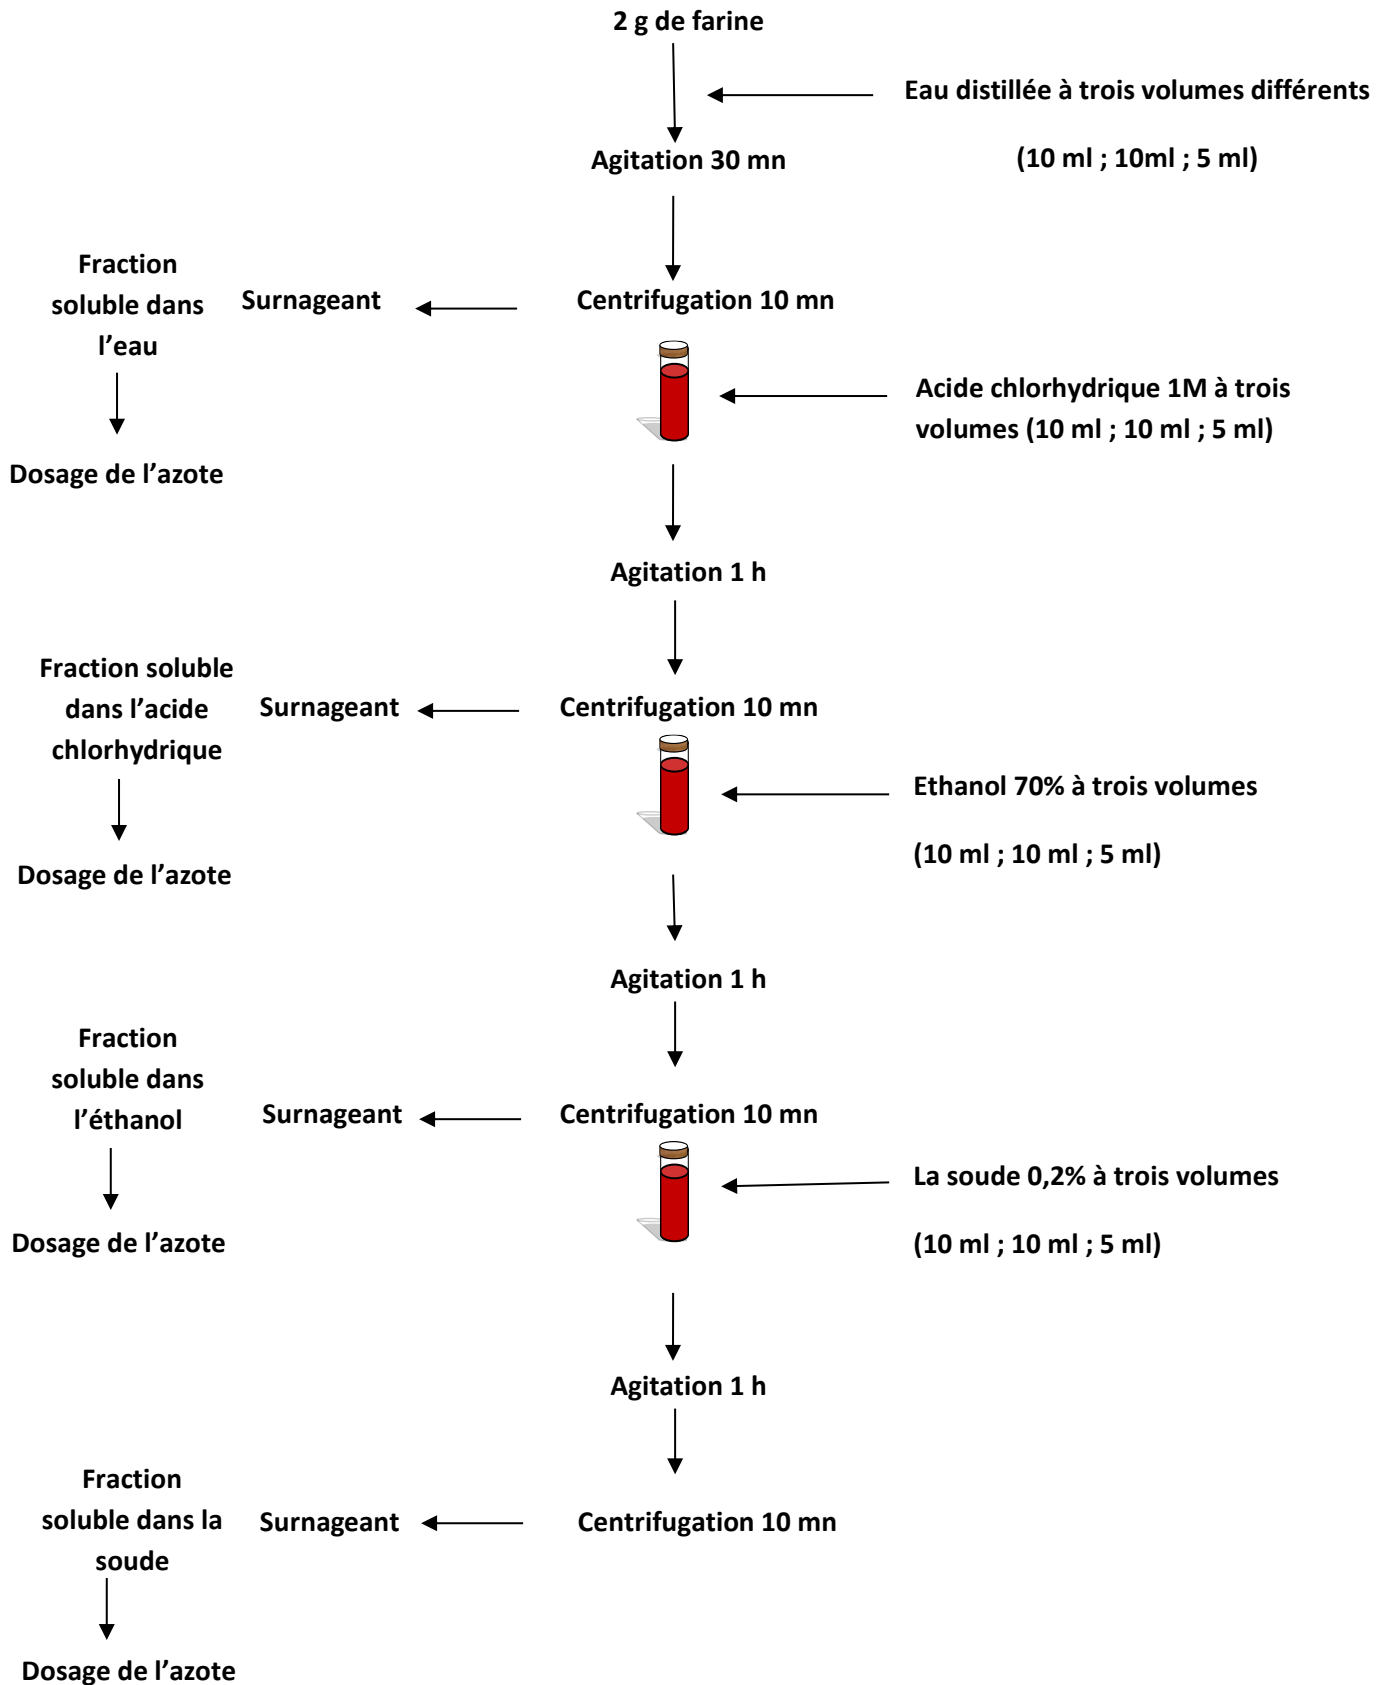 2 g de farine
Eau distillée à trois volumes différents
(10 ml ; 10ml ; 5 ml)
Agitation 30 mn
Fraction
soluble dans
l’eau
Surnageant
Centrifugation 10 mn
Acide chlorhydrique 1M à trois
volumes (10 ml ; 10 ml ; 5 ml)
Dosage de l’azote
Agitation 1 h
Fraction soluble
dans l’acide
chlorhydrique
Surnageant
Centrifugation 10 mn
Ethanol 70% à trois volumes
(10 ml ; 10 ml ; 5 ml)
Dosage de l’azote
Agitation 1 h
Fraction
soluble dans
l’éthanol
Surnageant
Centrifugation 10 mn
La soude 0,2% à trois volumes
(10 ml ; 10 ml ; 5 ml)
Dosage de l’azote
Agitation 1 h
Fraction
soluble dans la
soude
Surnageant
Centrifugation 10 mn
Dosage de l’azote